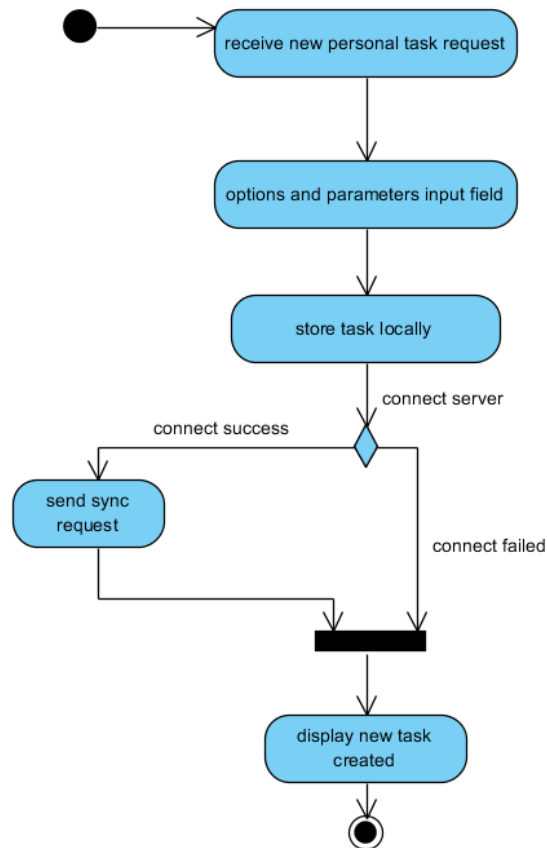 receive new personal task request
options and parameters input field
store task locally
connect server
connect success
send sync
request
connect failed
display new task
created